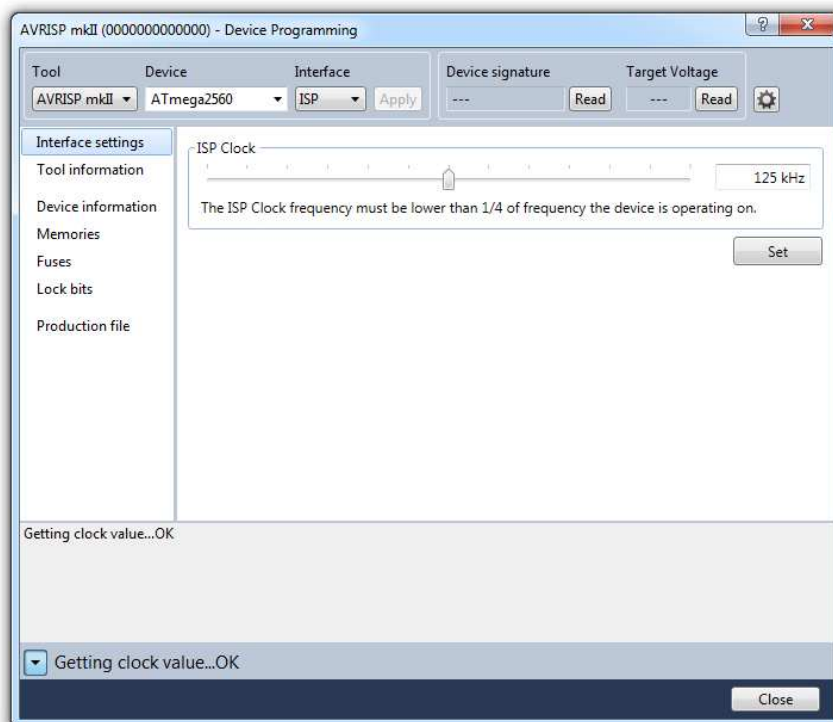 AVRISP mkII (0000000000000) - Device Programming
Tool Device Interface Device signature Target Voltage
AVRISP mkII ATmega2560 ISP Apply --- Read --- Read
Interface settings
Tool information
Device information
Memories
Fuses
Lock bits
Production file
ISP Clock
125 kHz
The ISP Clock frequency must be lower than 1/4 of frequency the device is operating on.
Set
Getting clock value...OK
Getting clock value...OK
Close